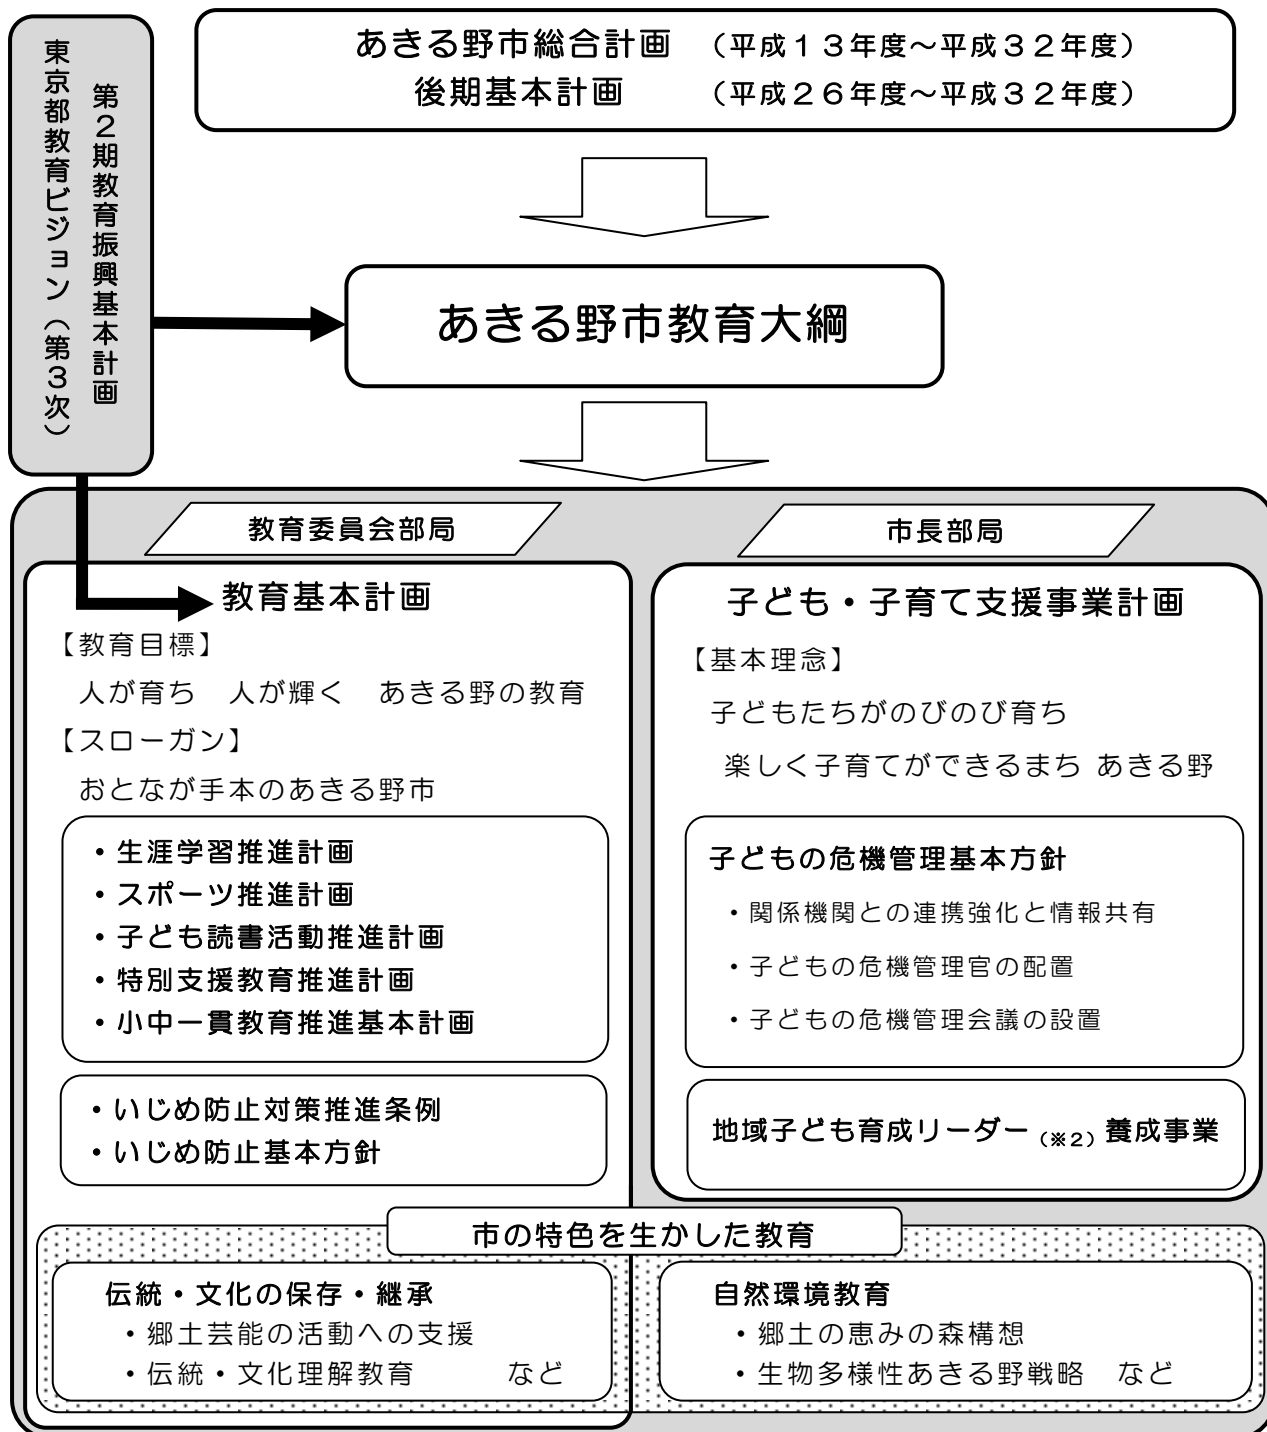 第２期教育振興基本計画
東京都教育ビジョン（第３次）
あきる野市総合計画　（平成１３年度～平成３２年度）
後期基本計画　（平成２６年度～平成３２年度）
あきる野市教育大綱
教育委員会部局
教育基本計画
【教育目標】
人が育ち　人が輝く　あきる野の教育
【スローガン】
おとなが手本のあきる野市
・生涯学習推進計画
・スポーツ推進計画
・子ども読書活動推進計画
・特別支援教育推進計画
・小中一貫教育推進基本計画
・いじめ防止対策推進条例
・いじめ防止基本方針
市長部局
子ども・子育て支援事業計画
【基本理念】
子どもたちがのびのび育ち
楽しく子育てができるまち あきる野
子どもの危機管理基本方針
・関係機関との連携強化と情報共有
・子どもの危機管理官の配置
・子どもの危機管理会議の設置
地域子ども育成リーダー（※２）養成事業
市の特色を生かした教育
伝統・文化の保存・継承
・郷土芸能の活動への支援
・伝統・文化理解教育　など
自然環境教育
・郷土の恵みの森構想
・生物多様性あきる野戦略　など